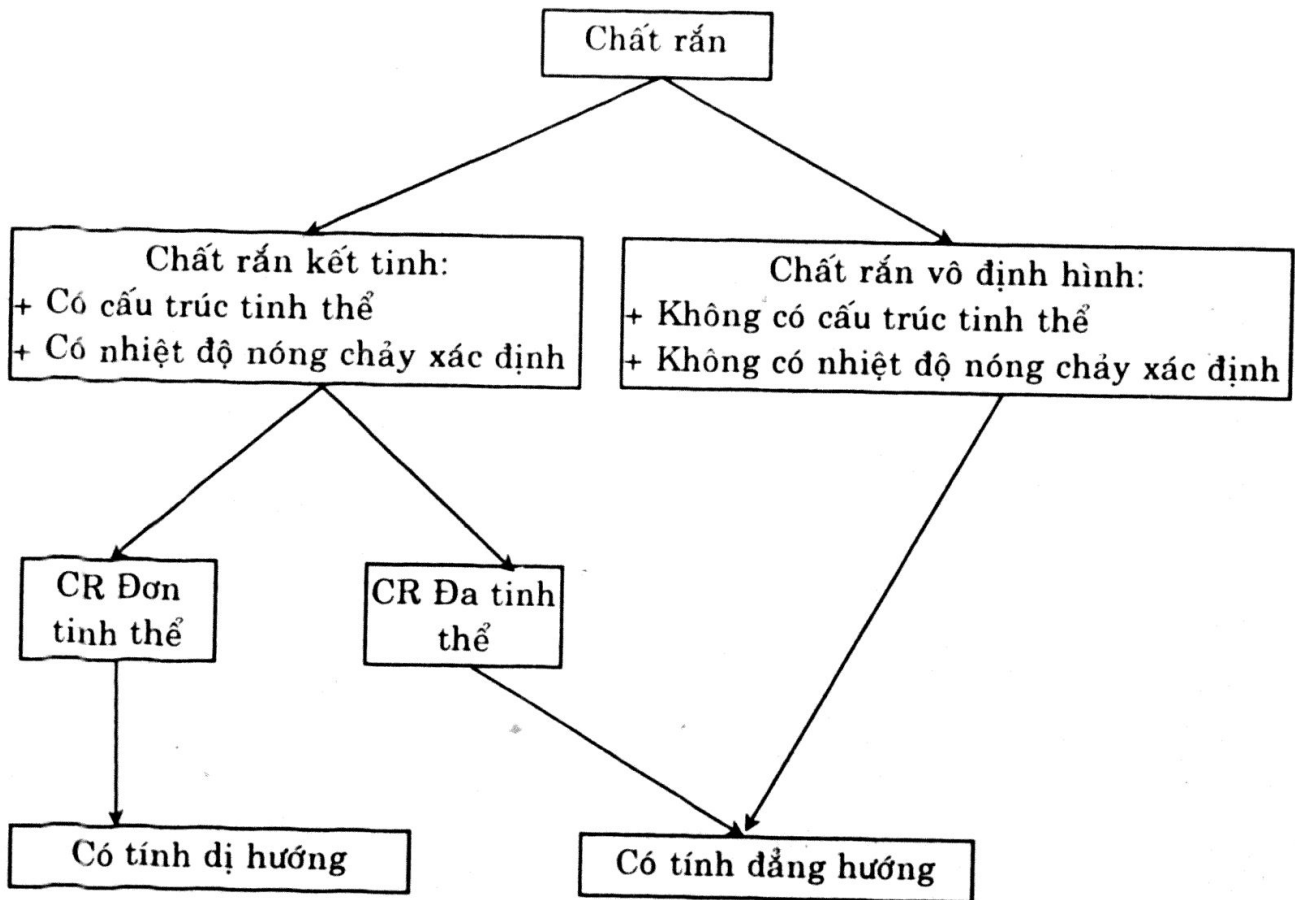 Chất rắn
Chất rắn kết tinh:
+ Có cấu trúc tinh thể
+ Có nhiệt độ nóng chảy xác định
Chất rắn vô định hình:
+ Không có cấu trúc tinh thể
+ Không có nhiệt độ nóng chảy xác định
CR Đơn
tinh thể
CR Đa tinh
thể
Có tính dị hướng
Có tính đẳng hướng